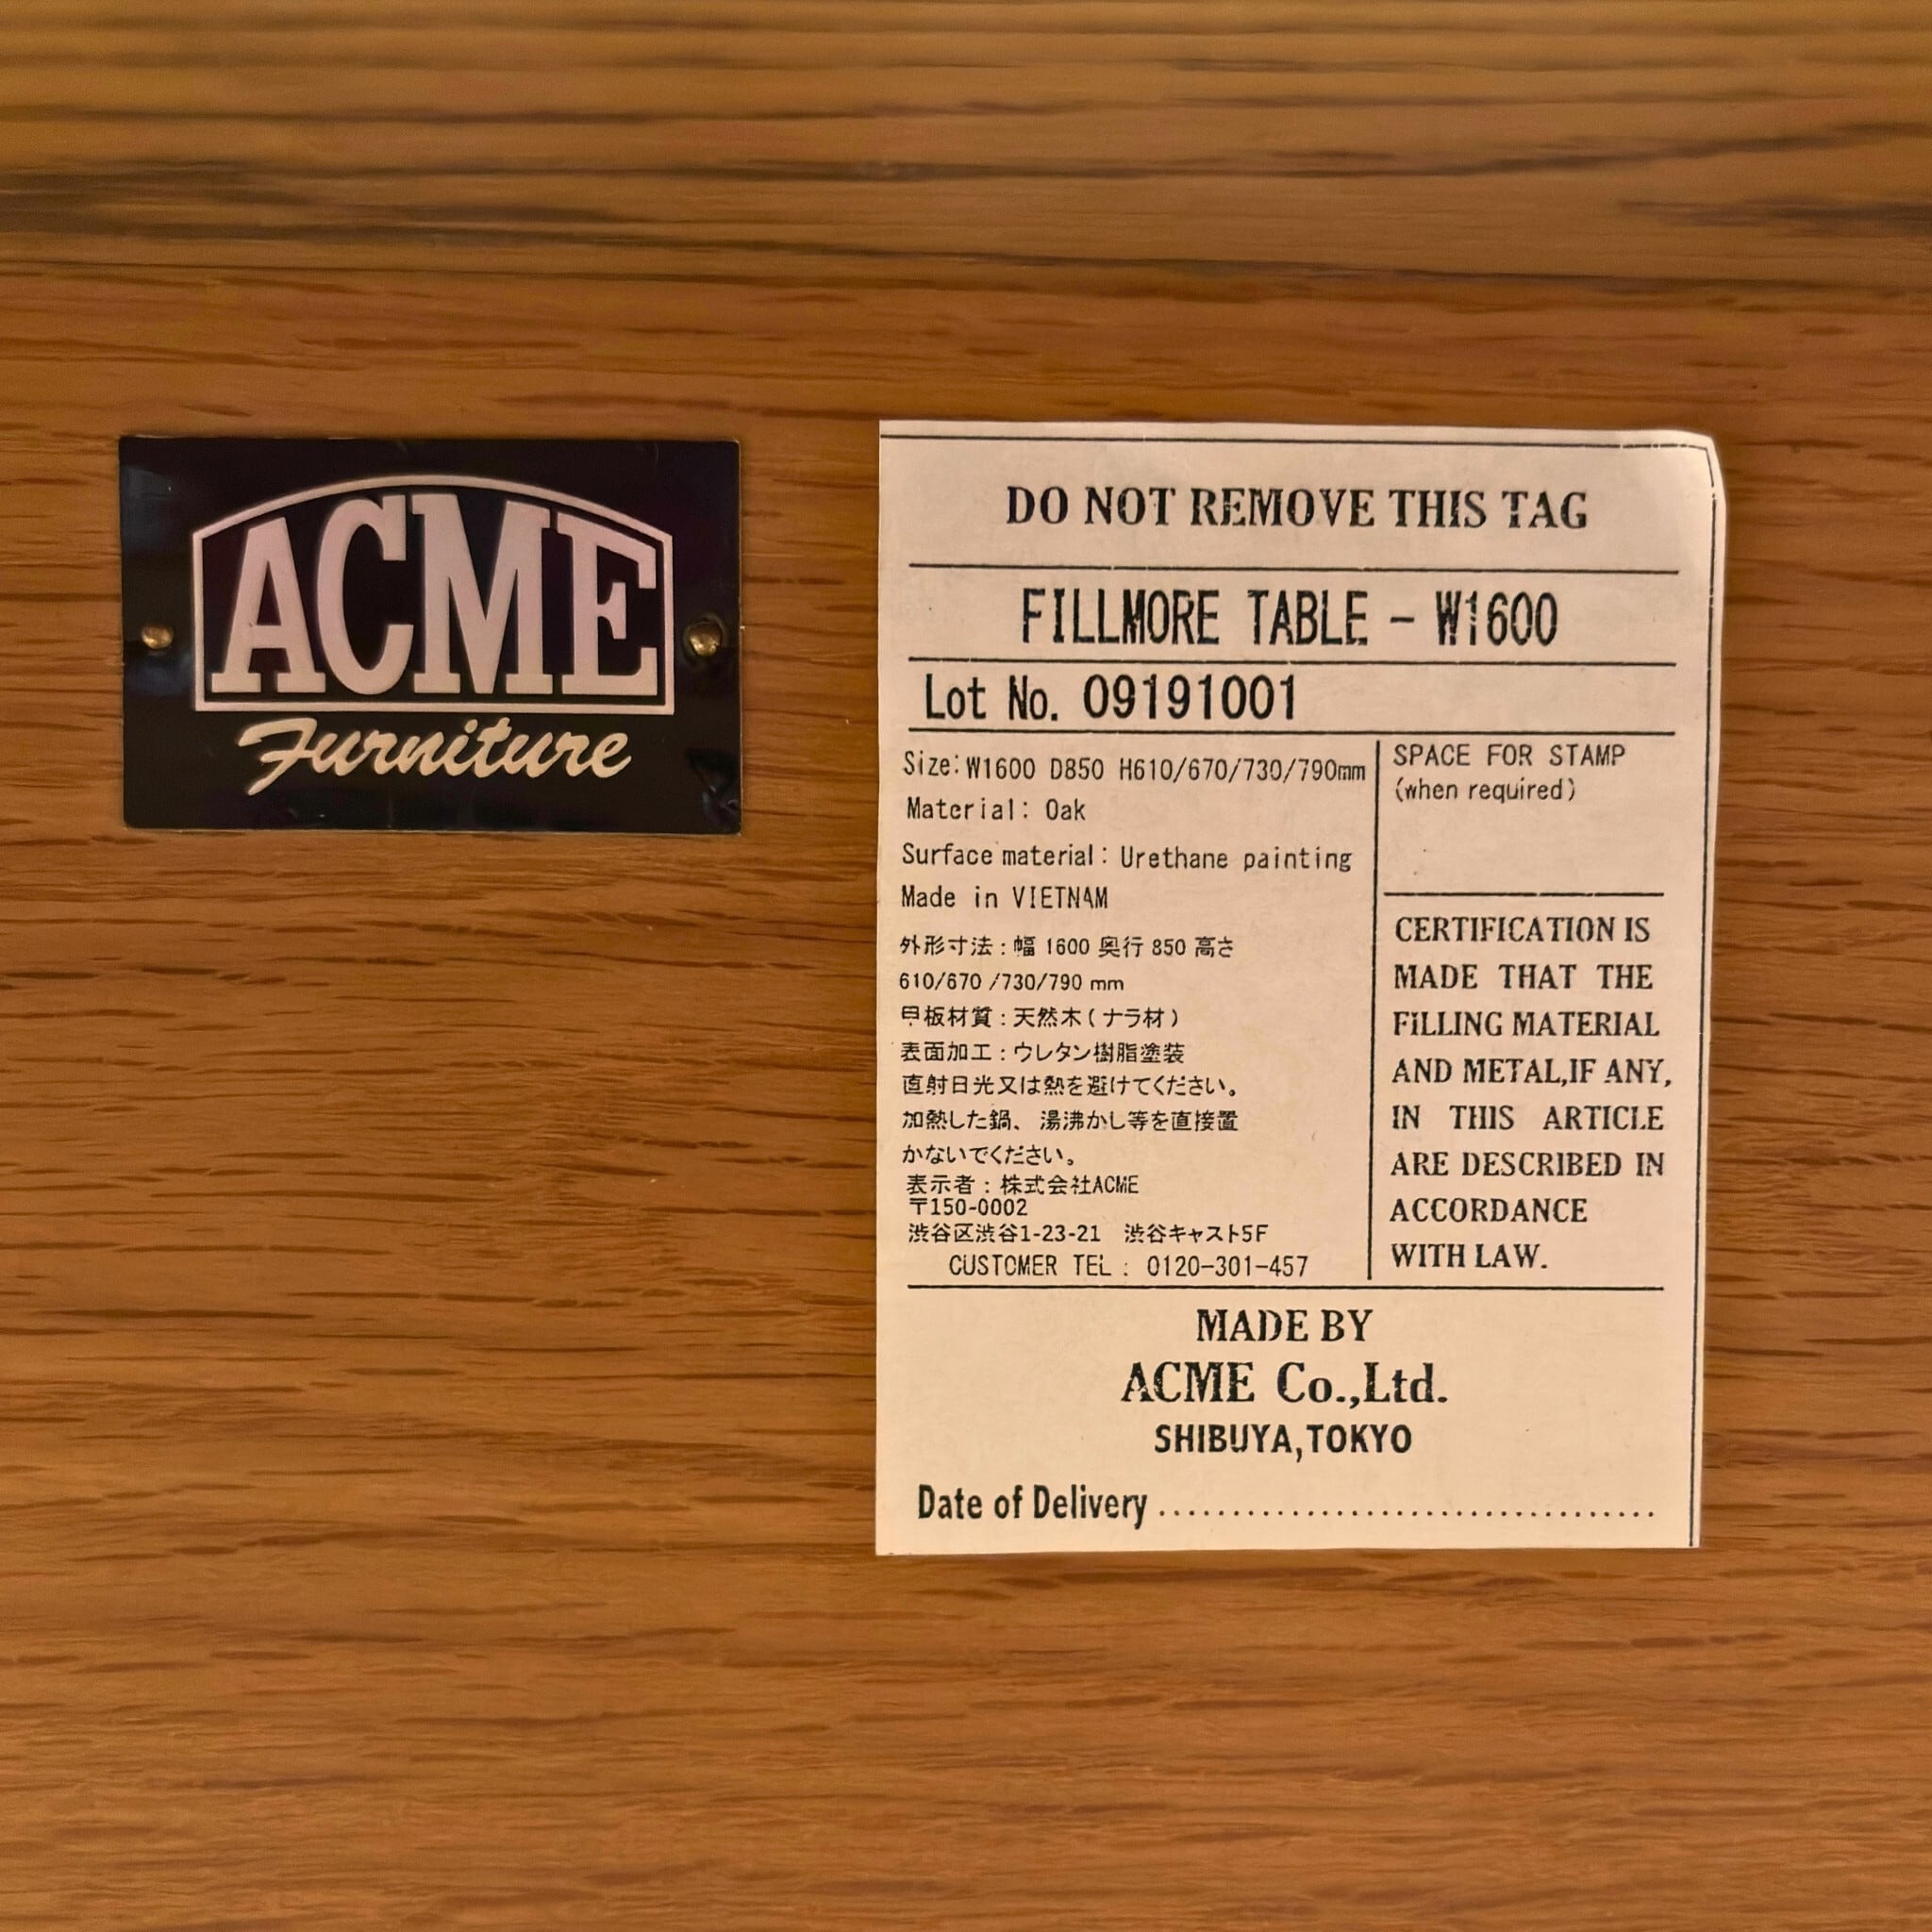 ACME
Furniture
DO NOT REMOVE THIS TAG
FILLMORE TABLE - W1600
Lot No. 09191001
Size:W1600 D850 H610/670/730/790mm
Material: Oak
Surface material: Urethane painting
Made in VIETNAM
外形寸法:幅 1600 奥行 850 高さ
610/670 /730/790 mm
甲板材質:天然木(ナラ材)
表面加工:ウレタン樹脂塗装
直射日光又は熱を避けてください。
加熱した鍋、湯沸かし等を直接置
かないでください。
表示者:株式会社ACME
〒150-0002
渋谷区渋谷1-23-21 渋谷キャスト5F
CUSTOMER TEL: 0120-301-457
SPACE FOR STAMP
(when required)
CERTIFICATION IS
MADE THAT THE
FILLING MATERIAL
AND METAL,IF ANY,
IN THIS ARTICLE
ARE DESCRIBED IN
ACCORDANCE
WITH LAW.
MADE BY
ACME Co.,Ltd.
SHIBUYA,TOKYO
Date of Delivery..................................